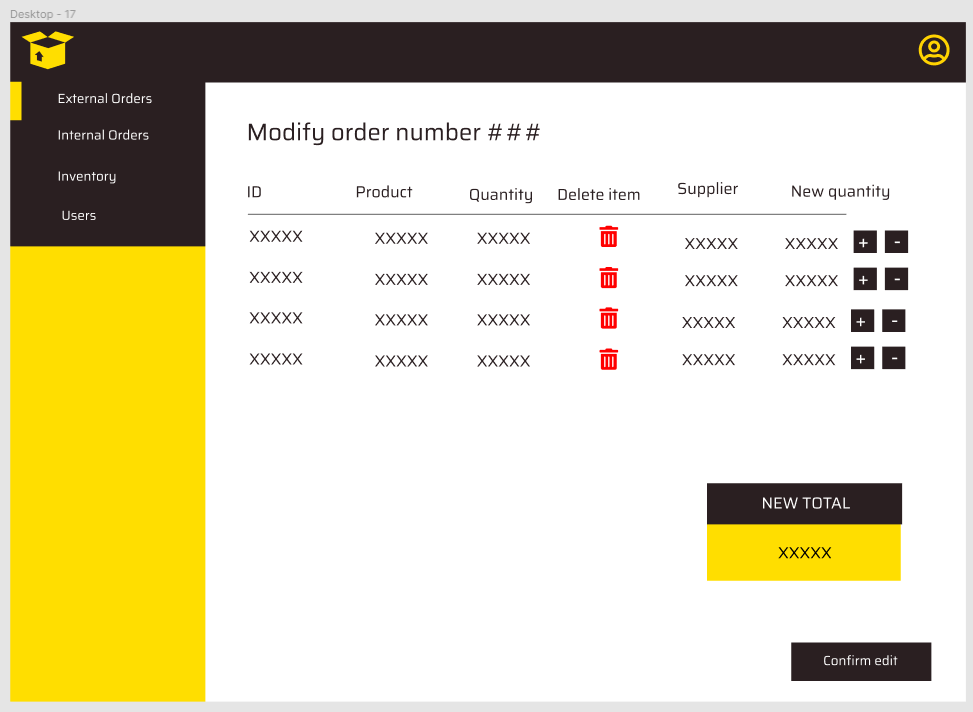 Desktop - 17
External Orders
Internal Orders
Inventory
Users
Modify order number ###
ID Product Quantity Delete item Supplier New quantity
XXXXX XXXXX XXXXX XXXXX XXXXX + -
XXXXX XXXXX XXXXX XXXXX XXXXX + -
XXXXX XXXXX XXXXX XXXXX XXXXX + -
XXXXX XXXXX XXXXX XXXXX XXXXX + -
NEW TOTAL
XXXXX
Confirm edit